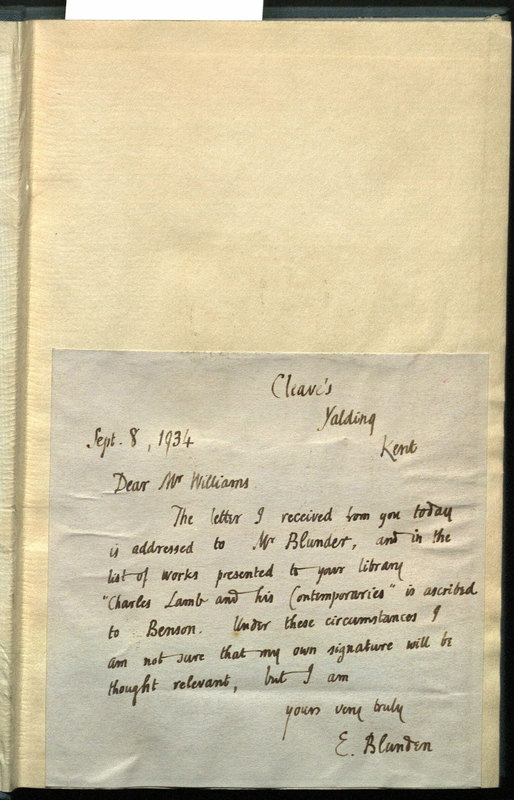 Cleave's
Yalding
Kent
Sept. 8, 1934
Dear Mr Williams
The letter I received from you today
is addressed to Mr Blunder, and in the
list of works presented to your library
"Charles Lamb and his Contemporaries" is ascribed
to Benson. Under these circumstances I
am not sure that my own signature will be
thought relevant, but I am
yours very truly
E. Blunden